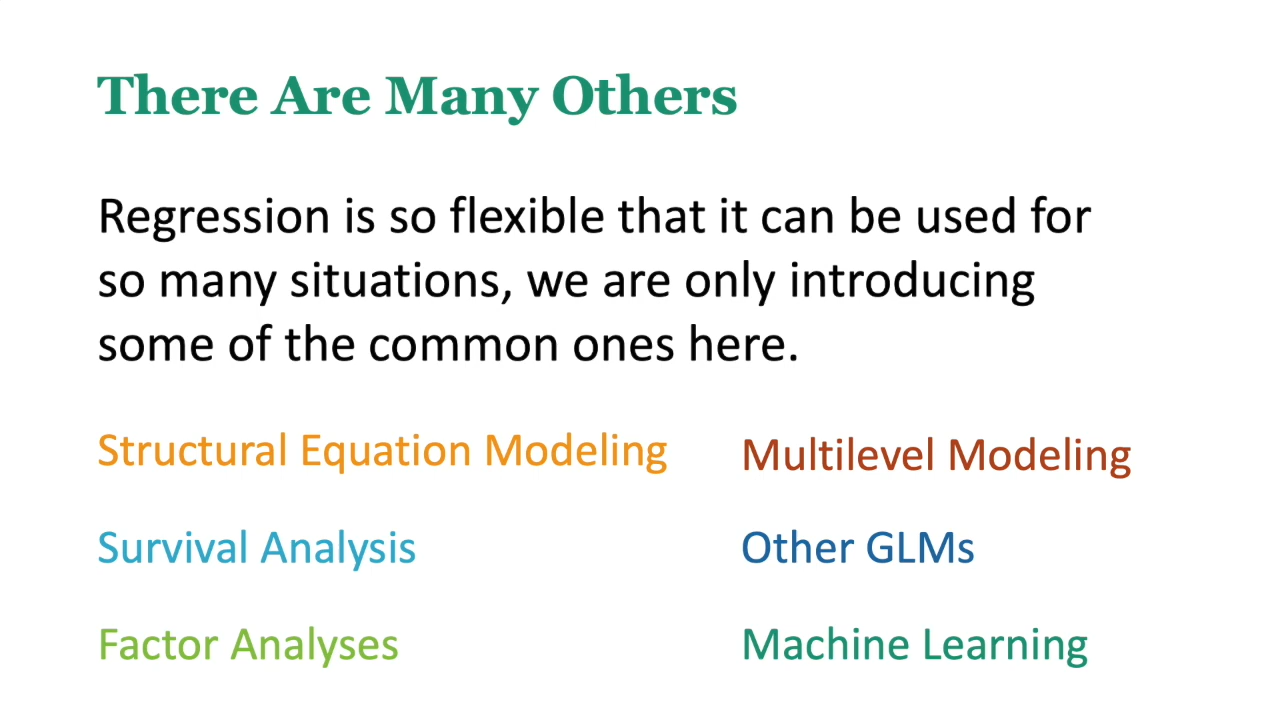 There Are Many Others
Regression is so flexible that it can be used for
so many situations, we are only introducing
some of the common ones here.
Structural Equation Modeling
Multilevel Modeling
Survival Analysis
Other GLMs
Factor Analyses
Machine Learning